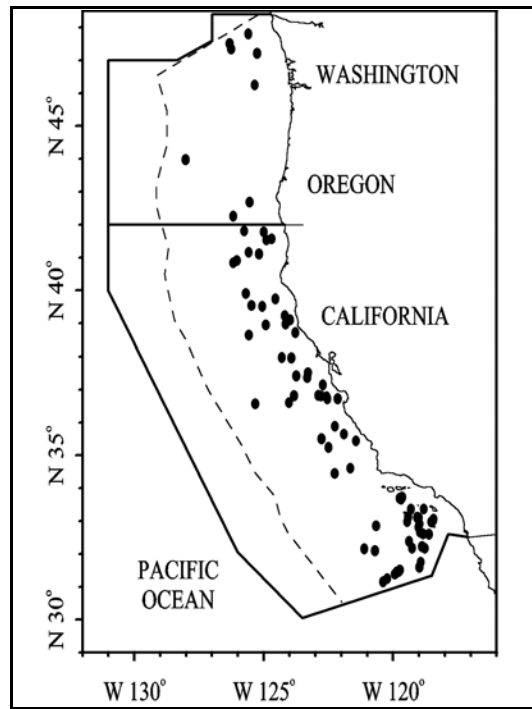 WASHINGTON
N 45°
OREGON
N 40°
CALIFORNIA
N 35°
PACIFIC
OCEAN
N 30°
W 130°
W 125°
W 120°